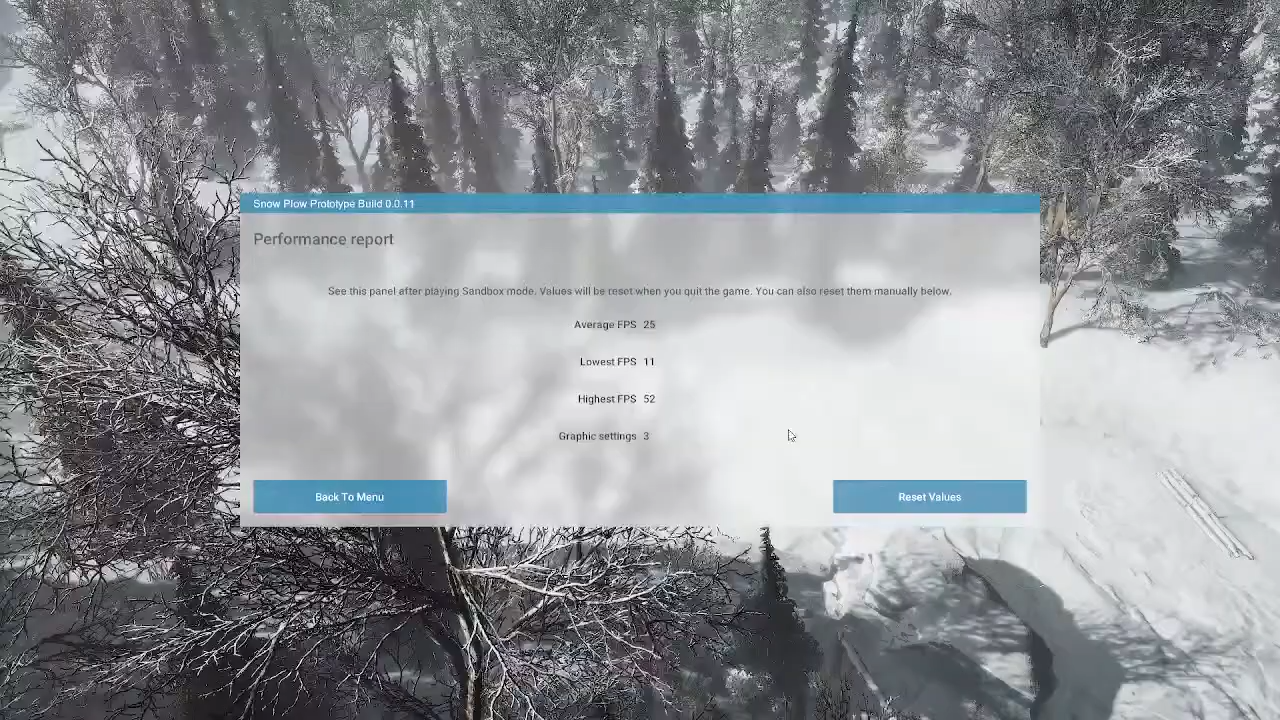 Snow Plow Prototype Build 0.0.11
Performance report
See this panel after playing Sandbox mode. Values will be reset when you quit the game. You can also reset them manually below.
Average FPS 25
Lowest FPS 11
Highest FPS 52
Graphic settings 3
Back To Menu
Reset Values